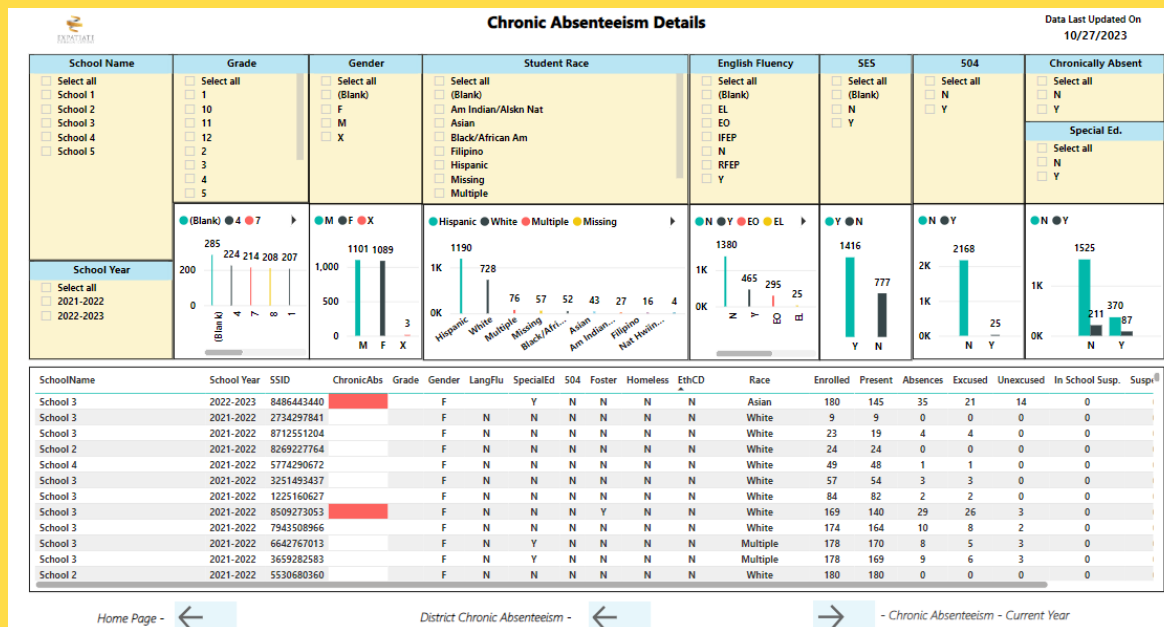 Chronic Absenteeism Details
Data Last Updated On
10/27/2023
EXPATIATE
School Name
Select all
School 1
School 2
School 3
School 4
School 5
School Year
Select all
2021-2022
2022-2023
Grade
Select all
1
10
11
12
2
3
4
5
Gender
Select all
(Blank)
F
M
X
Student Race
Select all
(Blank)
Am Indian/Alskn Nat
Asian
Black/African Am
Filipino
Hispanic
Missing
Multiple
English Fluency
Select all
(Blank)
EL
EO
IFEP
N
RFEP
Y
SES
Select all
(Blank)
N
Y
504
Select all
N
Y
Chronically Absent
Select all
N
Y
Special Ed.
Select all
N
Y
(Blank) 4 7
285
224 214 208 207
200
0
(Blank) 4 7 8 1
M F X
1101 1089
1,000
500
3
0
M F X
Hispanic White Multiple Missing
1190
1K
728
76 57 52 43 27 16 4
0K
Hispanic White Multiple Missing Black/Afri... Asian Am Indian... Filipino Nat Hwiin...
N Y EO EL
1380
1K
465
295
25
0K
N Y EO EL
Y N
1416
777
Y N
N Y
2168
2K
1K
25
0K
N Y
N Y
1525
1K
370
211 87
0K
N Y
SchoolName School Year SSID ChronicAbs Grade Gender LangFlu SpecialEd 504 Foster Homeless EthCD Race Enrolled Present Absences Excused Unexcused In School Susp. Suspe
School 3 2022-2023 8486443440 F Y N N N N Asian 180 145 35 21 14 0
School 3 2021-2022 2734297841 F N N N N N N White 9 9 0 0 0 0
School 3 2021-2022 8712551204 F N N N N N N White 23 19 4 4 0 0
School 2 2021-2022 8269227764 F N N N N N N White 24 24 0 0 0 0
School 4 2021-2022 5774290672 F N N N N N N White 49 48 1 1 0 0
School 3 2021-2022 3251493437 F N N N N N N White 57 54 3 3 0 0
School 3 2021-2022 1225160627 F N N N N N N White 84 82 2 2 0 0
School 3 2021-2022 8509273053 F N N N Y N N White 169 140 29 26 3 0
School 3 2021-2022 7943508966 F N N N N N N White 174 164 10 8 2 0
School 3 2021-2022 6642767013 F N Y N N N N Multiple 178 170 8 5 3 0
School 3 2021-2022 3659282583 F N Y N N N N Multiple 178 169 9 6 3 0
School 2 2021-2022 5530680360 F N N N N N N White 180 180 0 0 0 0
Home Page -
District Chronic Absenteeism -
- Chronic Absenteeism - Current Year